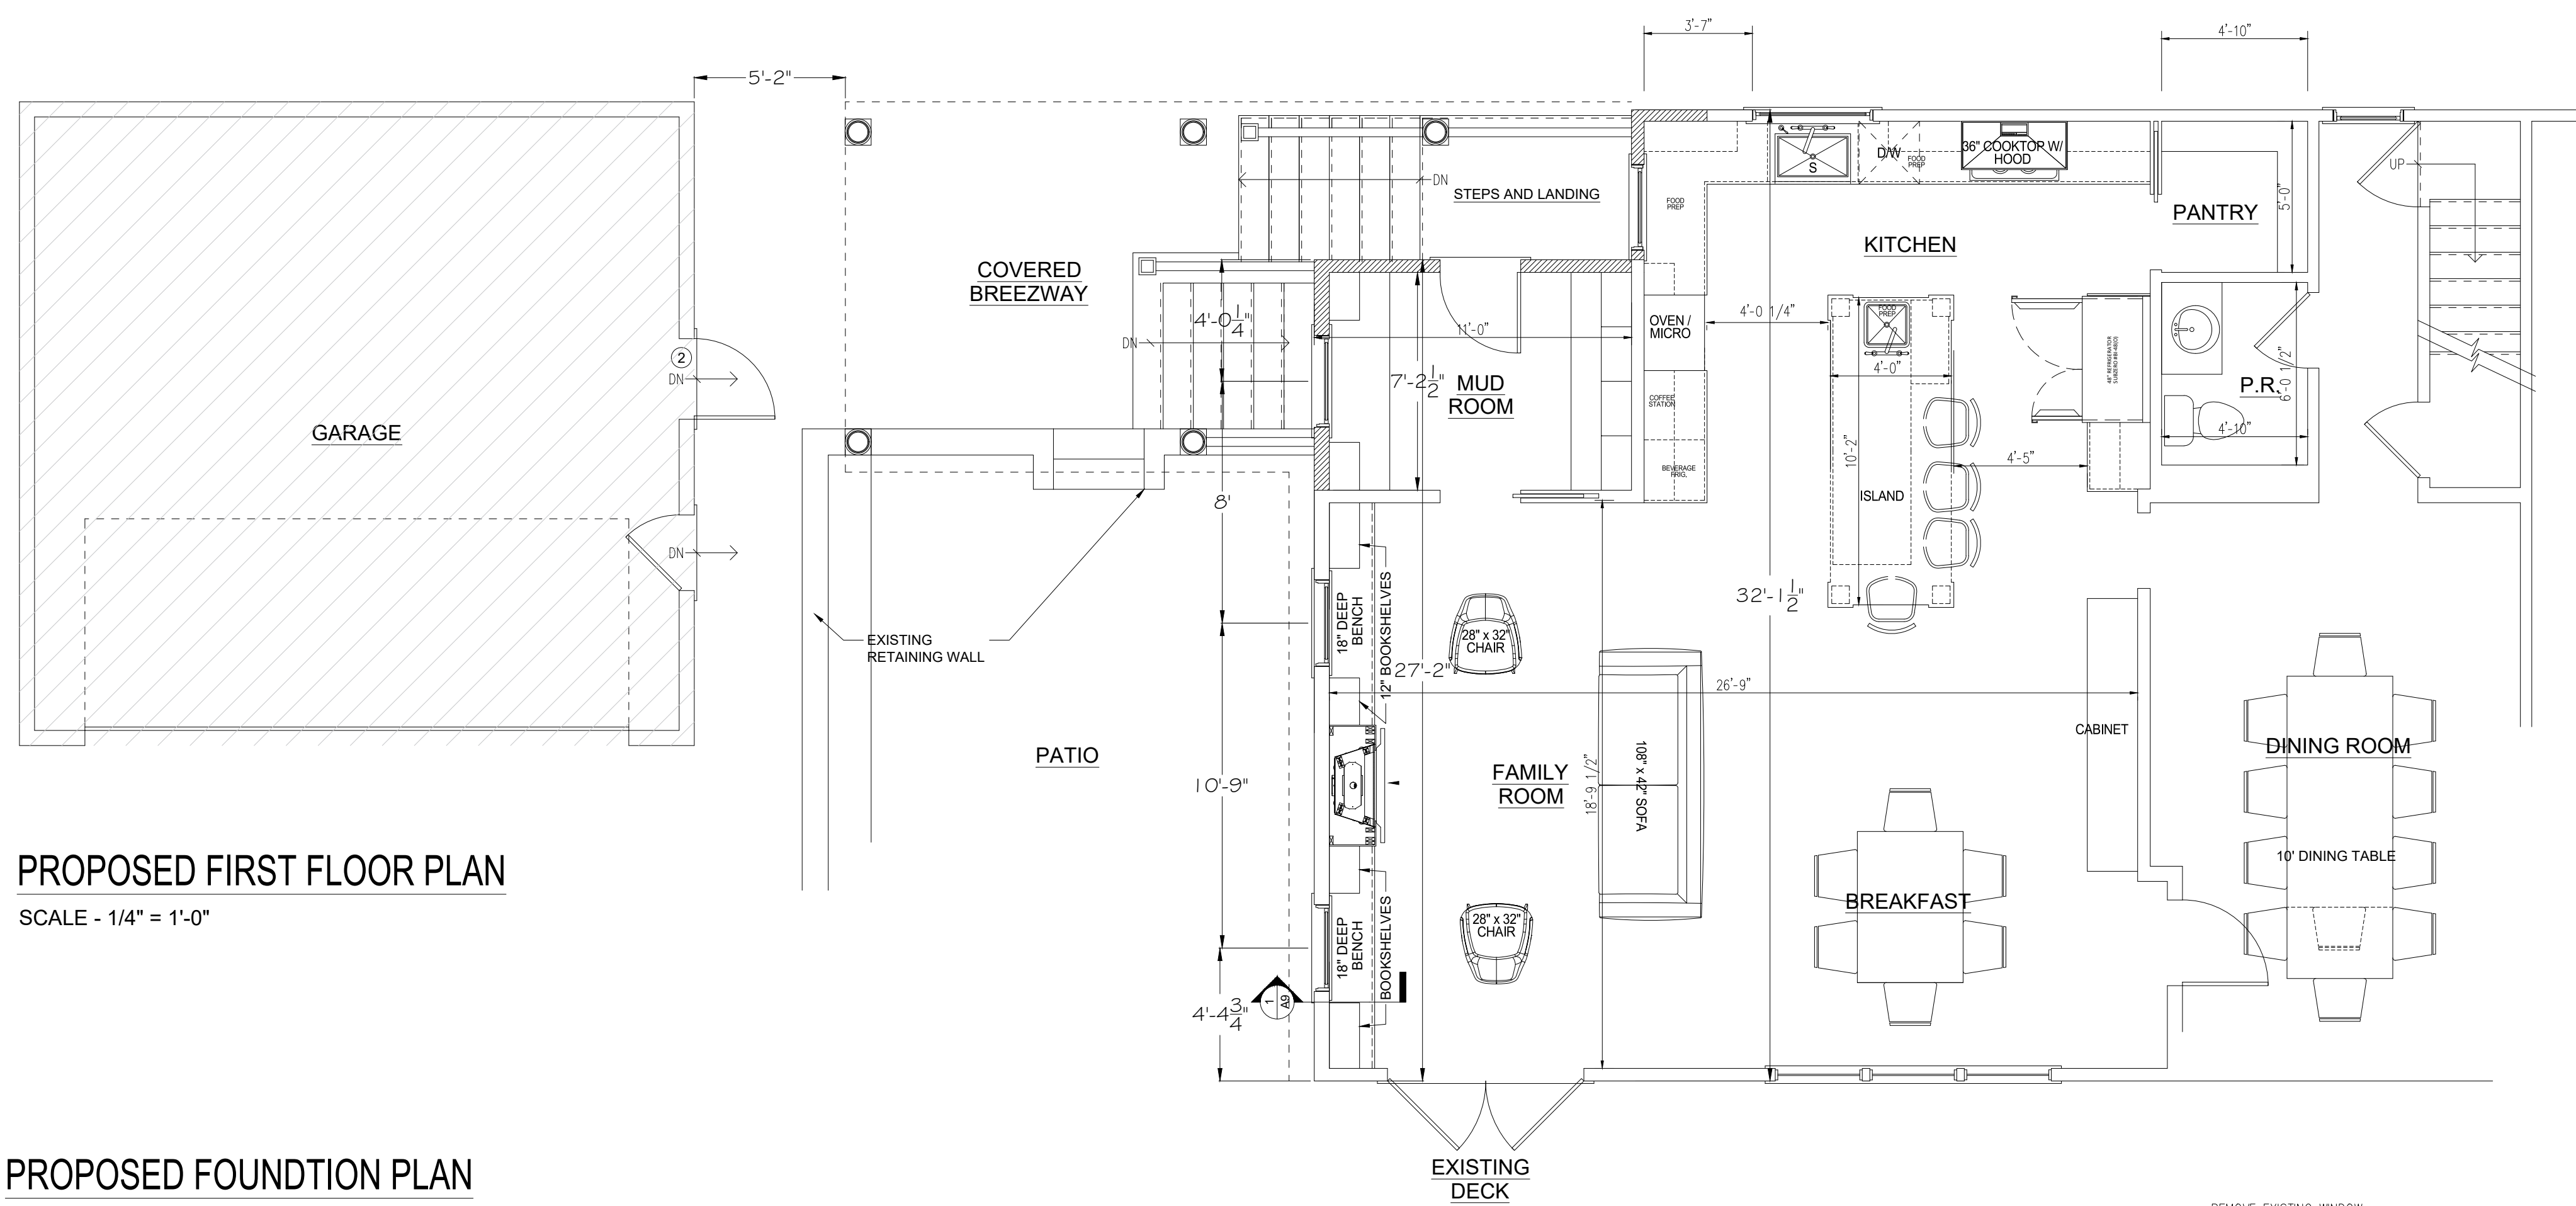 3'-7"
4'-10"
5'-2"
36" COOKTOP W/
HOOD
D/W
FOOD
PREP
S
UP
DN
STEPS AND LANDING
FOOD
PREP
PANTRY
5'-0"
KITCHEN
COVERED
BREEZWAY
4'-0 1/4"
DN
11'-0"
OVEN /
MICRO
4'-0 1/4"
FOOD
PREP
4'-0"
48" REFRIGERATOR
2
DN
7'-2 1/2"
MUD
ROOM
COFFEE
STATION
P.R.
6'-0 1/2"
4'-10"
GARAGE
10'-2"
4'-5"
BEVERAGE
FRIG.
ISLAND
8'
DN
18" DEEP
BENCH
12" BOOKSHELVES
32'-1 1/2"
EXISTING
RETAINING WALL
28" x 32"
CHAIR
27'-2"
26'-9"
CABINET
DINING ROOM
PATIO
10'-9"
FAMILY
ROOM
18'-9 1/2"
108" x 42" SOFA
PROPOSED FIRST FLOOR PLAN
10' DINING TABLE
BREAKFAST
SCALE - 1/4" = 1'-0"
28" x 32"
CHAIR
18" DEEP
BENCH
BOOKSHELVES
1
A9
4'-4 3/4"
PROPOSED FOUNDTION PLAN
EXISTING
DECK
REMOVE EXISTING WINDOW